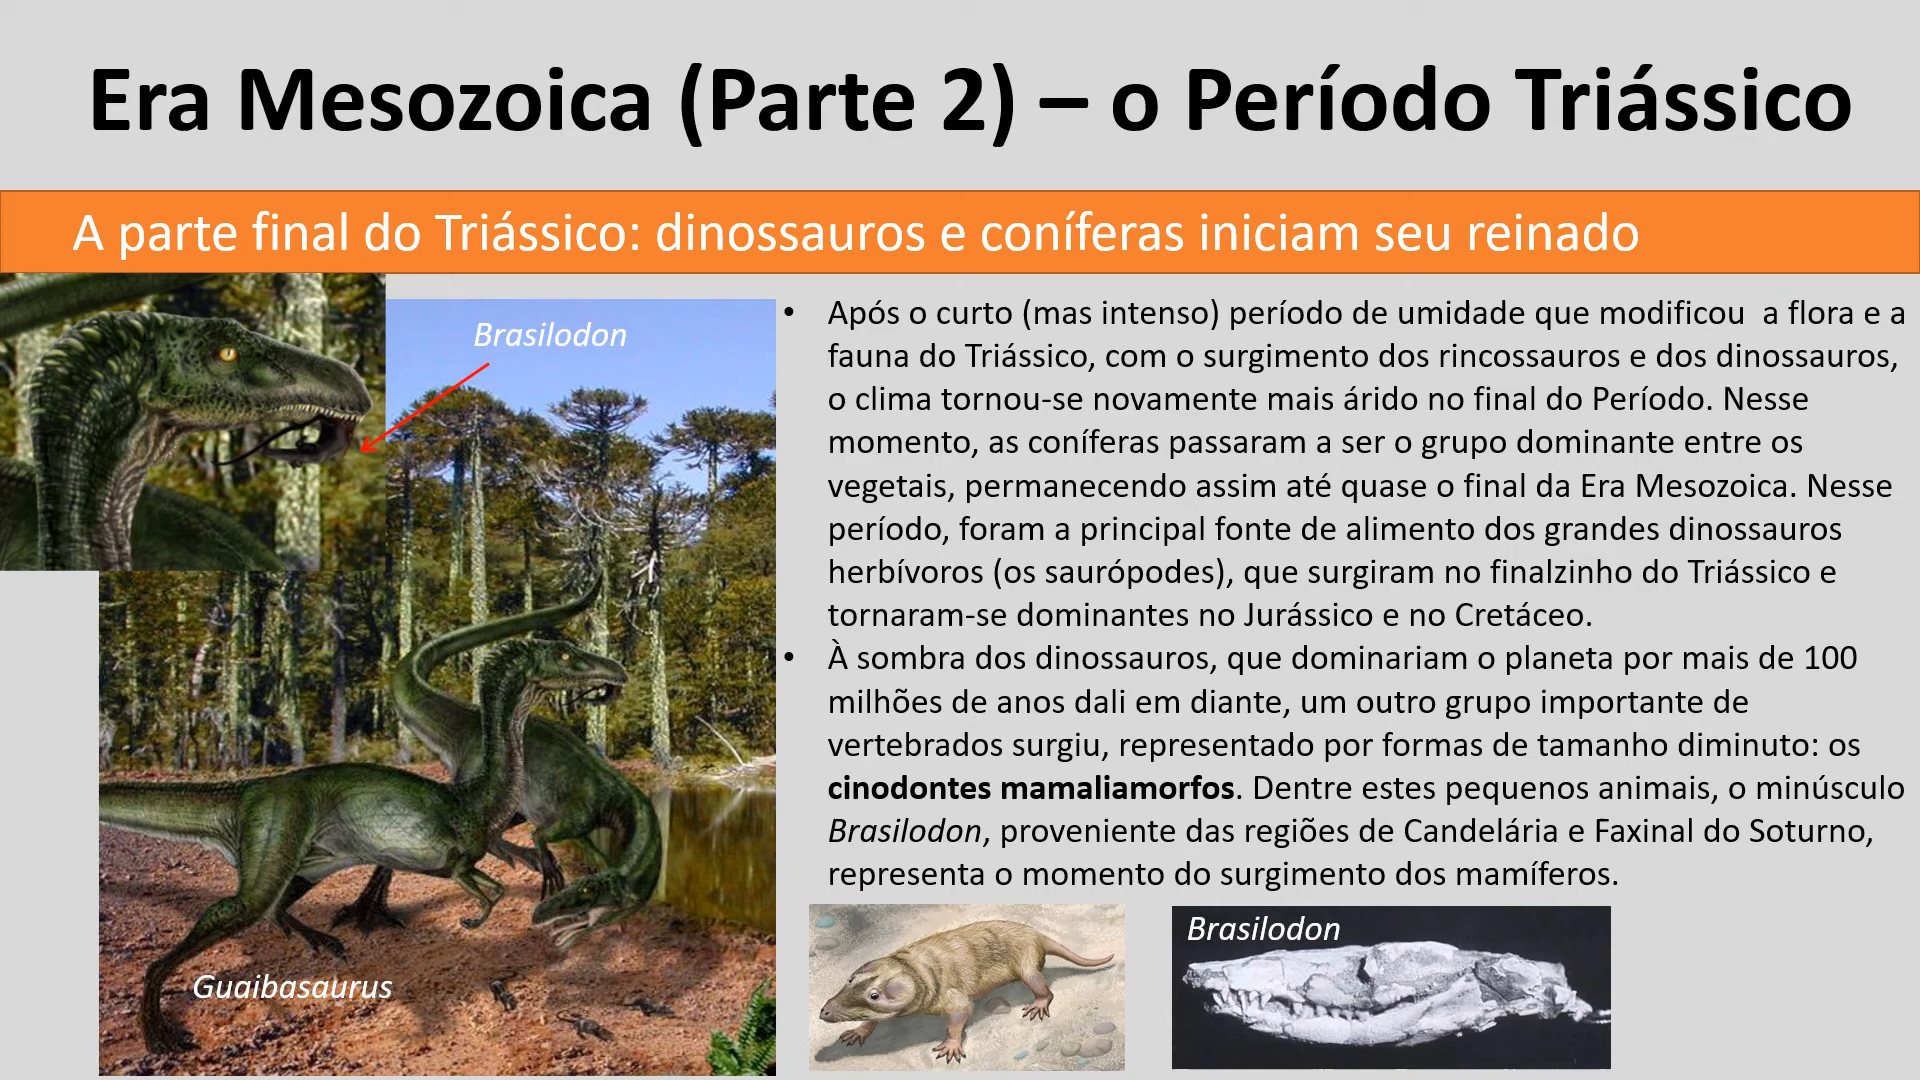 Era Mesozoica (Parte 2) – o Período Triássico
A parte final do Triássico: dinossauros e coníferas iniciam seu reinado
Brasilodon
• Após o curto (mas intenso) período de umidade que modificou  a flora e a
fauna do Triássico, com o surgimento dos rincossauros e dos dinossauros,
o clima tornou-se novamente mais árido no final do Período. Nesse
momento, as coníferas passaram a ser o grupo dominante entre os
vegetais, permanecendo assim até quase o final da Era Mesozoica. Nesse
período, foram a principal fonte de alimento dos grandes dinossauros
herbívoros (os saurópodes), que surgiram no finalzinho do Triássico e
tornaram-se dominantes no Jurássico e no Cretáceo.
• À sombra dos dinossauros, que dominariam o planeta por mais de 100
milhões de anos dali em diante, um outro grupo importante de
vertebrados surgiu, representado por formas de tamanho diminuto: os
cinodontes mamaliamorfos. Dentre estes pequenos animais, o minúsculo
Brasilodon, proveniente das regiões de Candelária e Faxinal do Soturno,
representa o momento do surgimento dos mamíferos.
Guaibasaurus
Brasilodon